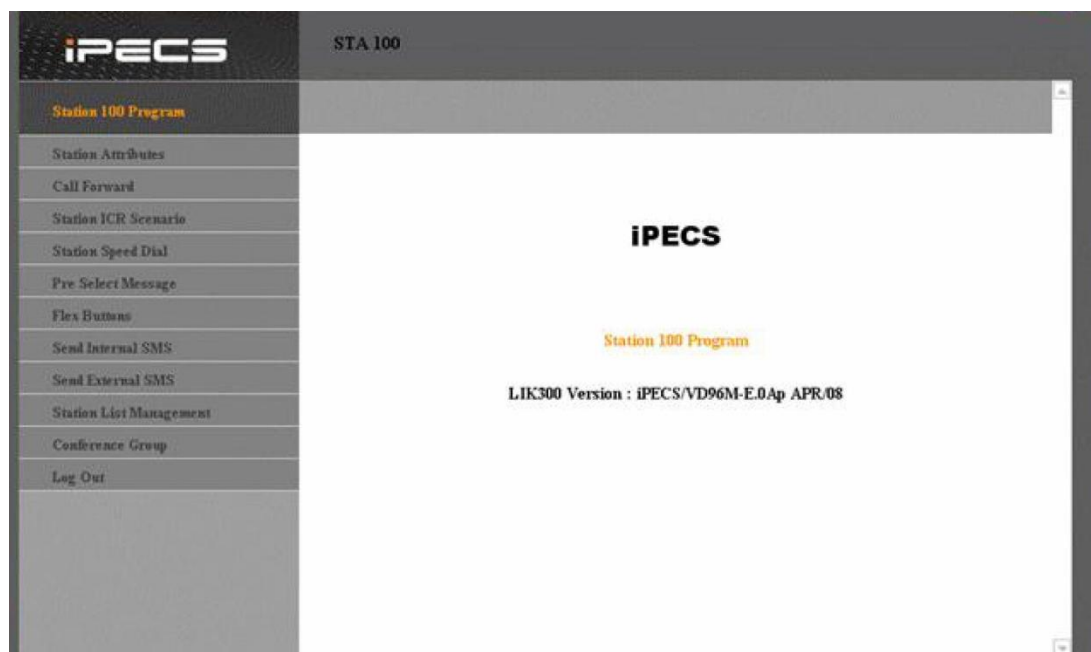 iPECS
STA 100
Station 100 Program
Station Attributes
Call Forward
Station ICR Scenario
Station Speed Dial
Pre Select Message
Flex Buttons
Send Internal SMS
Send External SMS
Station List Management
Conference Group
Log Out
iPECS
Station 100 Program
LIK300 Version : iPECS/VD96M-E.0Ap APR/08